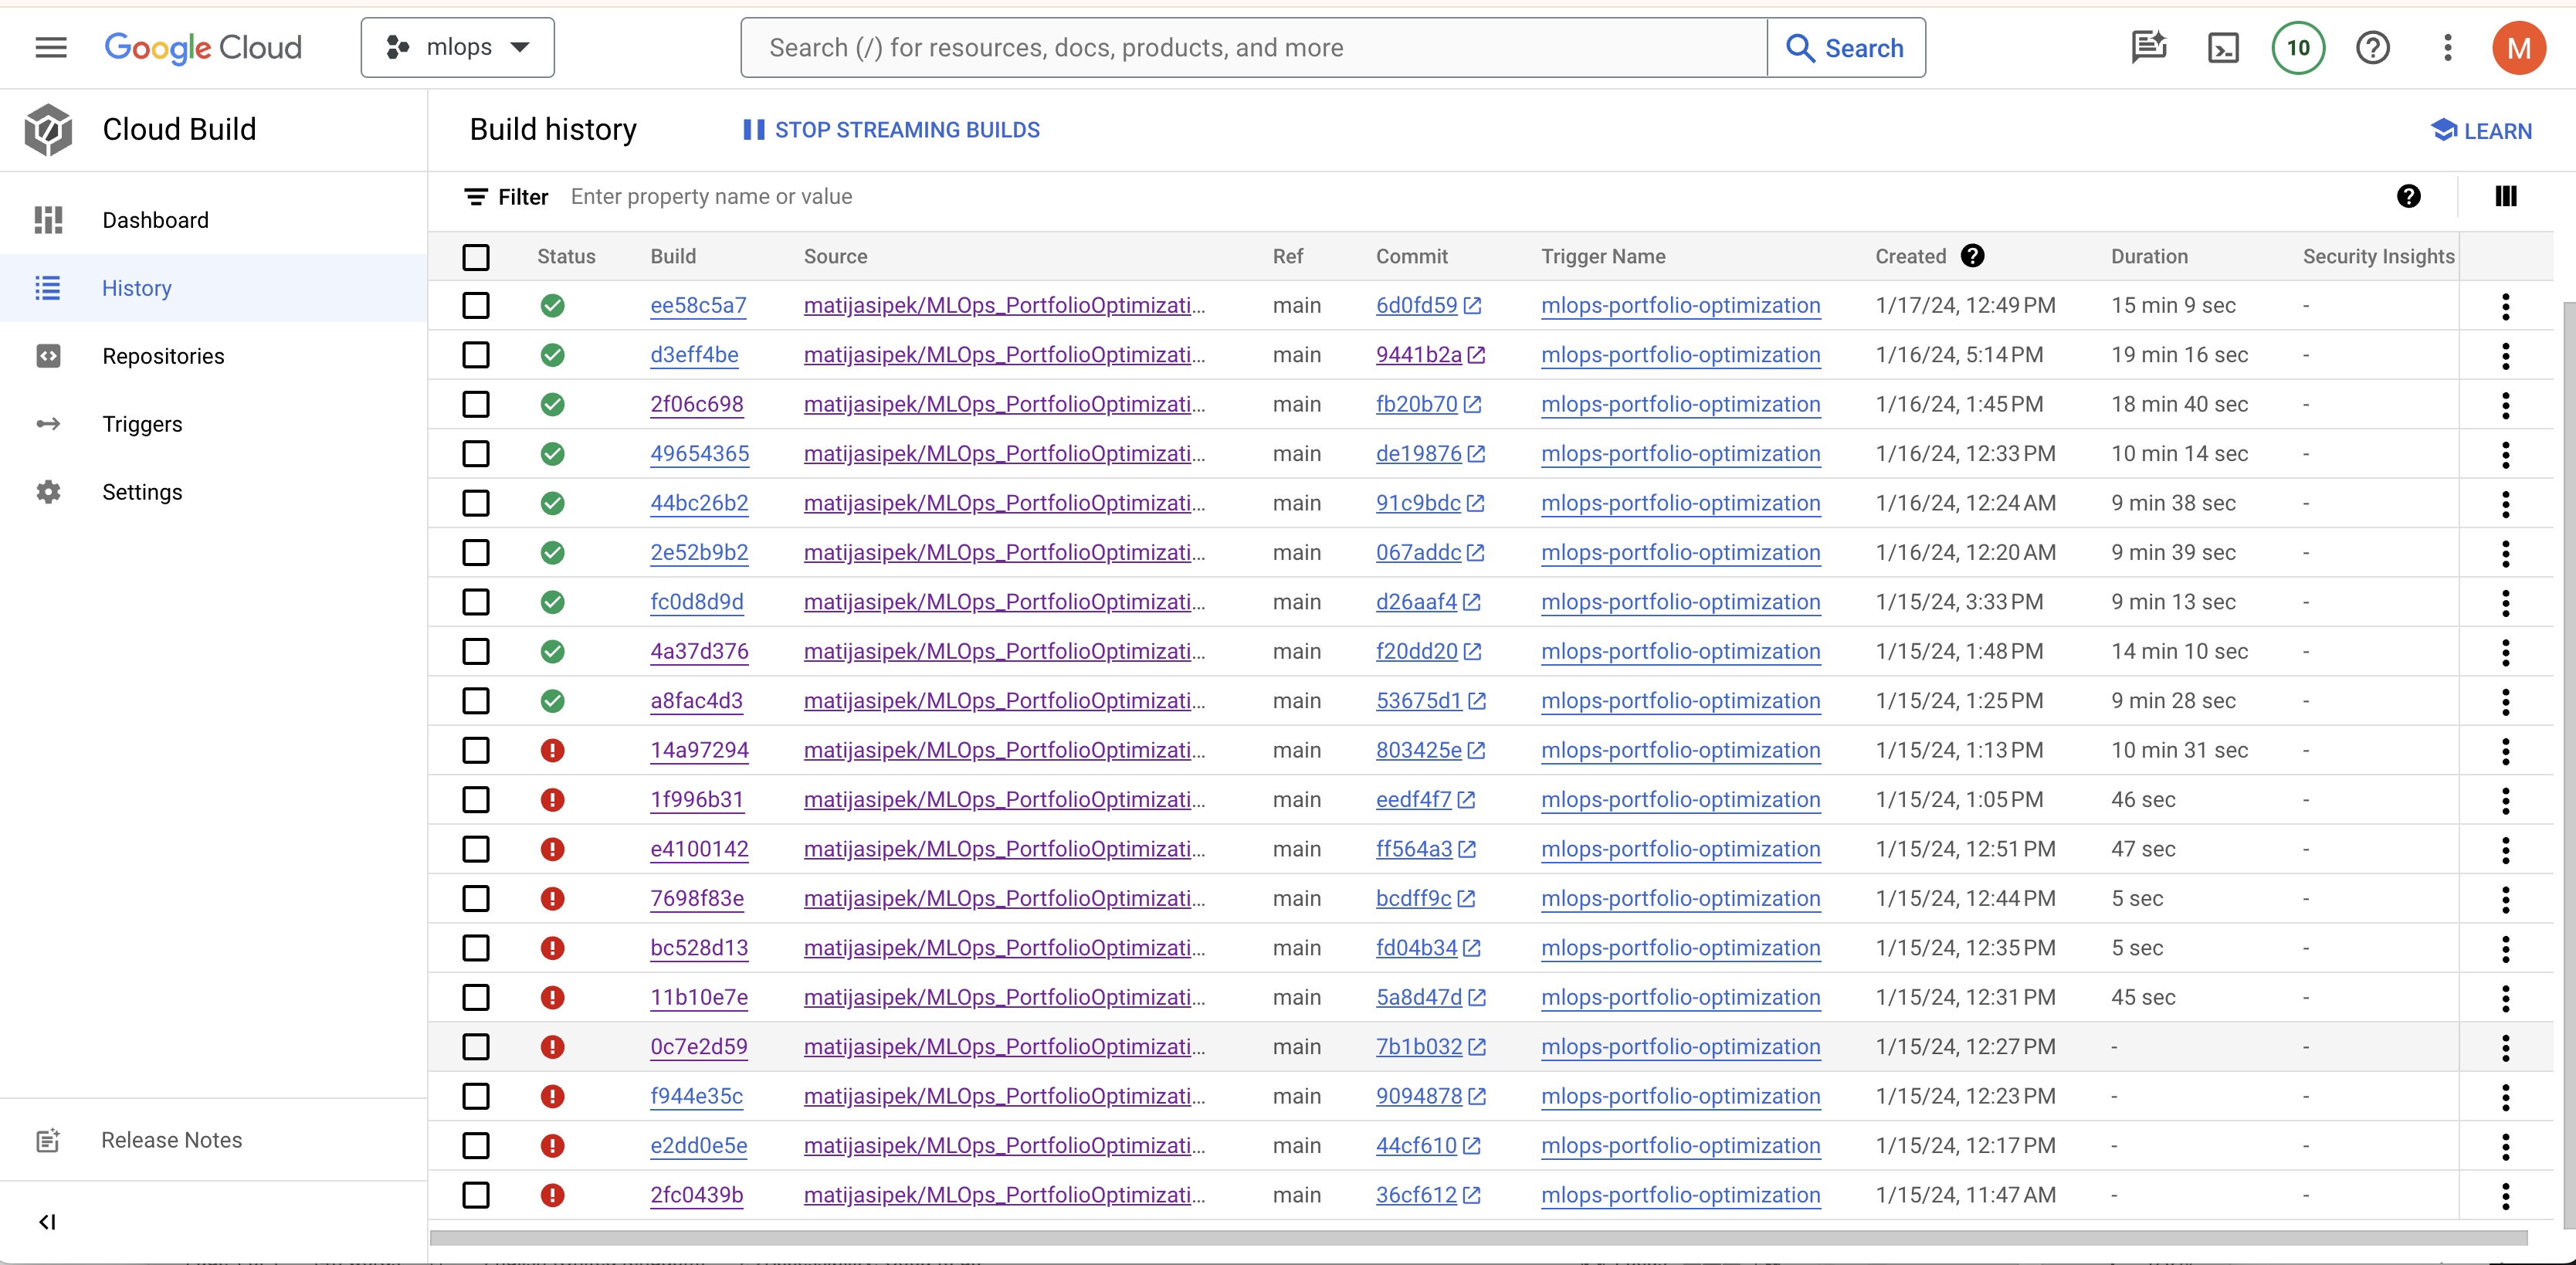 Google Cloud mlops Search (/) for resources, docs, products, and more Search 10 M
Cloud Build
Dashboard
History
Repositories
Triggers
Settings
Release Notes
Build history STOP STREAMING BUILDS LEARN
Filter Enter property name or value
Status Build Source Ref Commit Trigger Name Created Duration Security Insights
ee58c5a7 matijasipek/MLOps_PortfolioOptimizati... main 6d0fd59 mlops-portfolio-optimization 1/17/24, 12:49 PM 15 min 9 sec -
d3eff4be matijasipek/MLOps_PortfolioOptimizati... main 9441b2a mlops-portfolio-optimization 1/16/24, 5:14 PM 19 min 16 sec -
2f06c698 matijasipek/MLOps_PortfolioOptimizati... main fb20b70 mlops-portfolio-optimization 1/16/24, 1:45 PM 18 min 40 sec -
49654365 matijasipek/MLOps_PortfolioOptimizati... main de19876 mlops-portfolio-optimization 1/16/24, 12:33 PM 10 min 14 sec -
44bc26b2 matijasipek/MLOps_PortfolioOptimizati... main 91c9bdc mlops-portfolio-optimization 1/16/24, 12:24 AM 9 min 38 sec -
2e52b9b2 matijasipek/MLOps_PortfolioOptimizati... main 067addc mlops-portfolio-optimization 1/16/24, 12:20 AM 9 min 39 sec -
fc0d8d9d matijasipek/MLOps_PortfolioOptimizati... main d26aaf4 mlops-portfolio-optimization 1/15/24, 3:33 PM 9 min 13 sec -
4a37d376 matijasipek/MLOps_PortfolioOptimizati... main f20dd20 mlops-portfolio-optimization 1/15/24, 1:48 PM 14 min 10 sec -
a8fac4d3 matijasipek/MLOps_PortfolioOptimizati... main 53675d1 mlops-portfolio-optimization 1/15/24, 1:25 PM 9 min 28 sec -
14a97294 matijasipek/MLOps_PortfolioOptimizati... main 803425e mlops-portfolio-optimization 1/15/24, 1:13 PM 10 min 31 sec -
1f996b31 matijasipek/MLOps_PortfolioOptimizati... main eedf4f7 mlops-portfolio-optimization 1/15/24, 1:05 PM 46 sec -
e4100142 matijasipek/MLOps_PortfolioOptimizati... main ff564a3 mlops-portfolio-optimization 1/15/24, 12:51 PM 47 sec -
7698f83e matijasipek/MLOps_PortfolioOptimizati... main bcdff9c mlops-portfolio-optimization 1/15/24, 12:44 PM 5 sec -
bc528d13 matijasipek/MLOps_PortfolioOptimizati... main fd04b34 mlops-portfolio-optimization 1/15/24, 12:35 PM 5 sec -
11b10e7e matijasipek/MLOps_PortfolioOptimizati... main 5a8d47d mlops-portfolio-optimization 1/15/24, 12:31 PM 45 sec -
0c7e2d59 matijasipek/MLOps_PortfolioOptimizati... main 7b1b032 mlops-portfolio-optimization 1/15/24, 12:27 PM - -
f944e35c matijasipek/MLOps_PortfolioOptimizati... main 9094878 mlops-portfolio-optimization 1/15/24, 12:23 PM - -
e2dd0e5e matijasipek/MLOps_PortfolioOptimizati... main 44cf610 mlops-portfolio-optimization 1/15/24, 12:17 PM - -
2fc0439b matijasipek/MLOps_PortfolioOptimizati... main 36cf612 mlops-portfolio-optimization 1/15/24, 11:47 AM - -